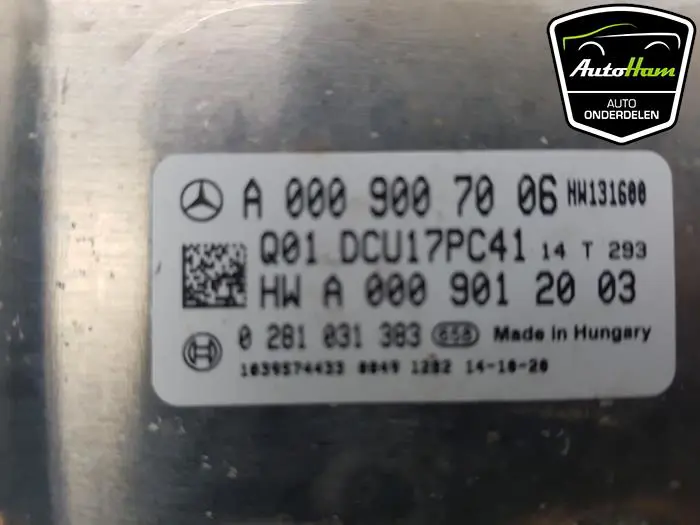 AutoHam
AUTO
ONDERDELEN
A 000 900 70 06 HW131600
Q01 DCU17PC41 14 T 293
HW A 000 901 20 03
0 281 031 383 658 Made in Hungary
1039574433 0049 1282 14-10-20